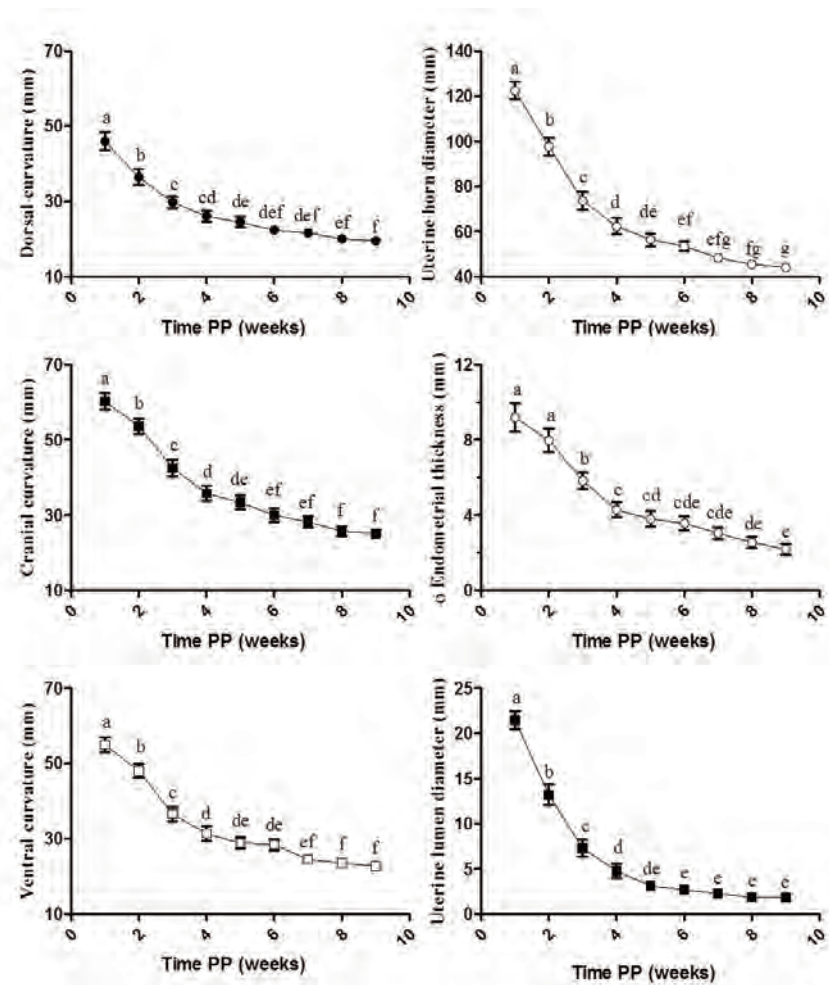 70
50
30
10
Dorsal curvature (mm)
a
b
c
cd
de
def
def
ef
f
0
2
4
6
8
10
Time PP (weeks)
140
120
100
80
60
40
Uterine horn diameter (mm)
a
b
c
d
de
ef
efg
fg
g
0
2
4
6
8
10
Time PP (weeks)
70
50
30
10
Cranial curvature (mm)
a
b
c
d
de
ef
ef
f
f
0
2
4
6
8
10
Time PP (weeks)
12
8
4
0
Endometrial thickness (mm)
a
a
b
c
cd
cde
cde
de
e
0
2
4
6
8
10
Time PP (weeks)
70
50
30
10
Ventral curvature (mm)
a
b
c
d
de
de
ef
f
f
0
2
4
6
8
10
Time PP (weeks)
25
20
15
10
5
0
Uterine lumen diameter (mm)
a
b
c
d
de
e
e
e
e
0
2
4
6
8
10
Time PP (weeks)